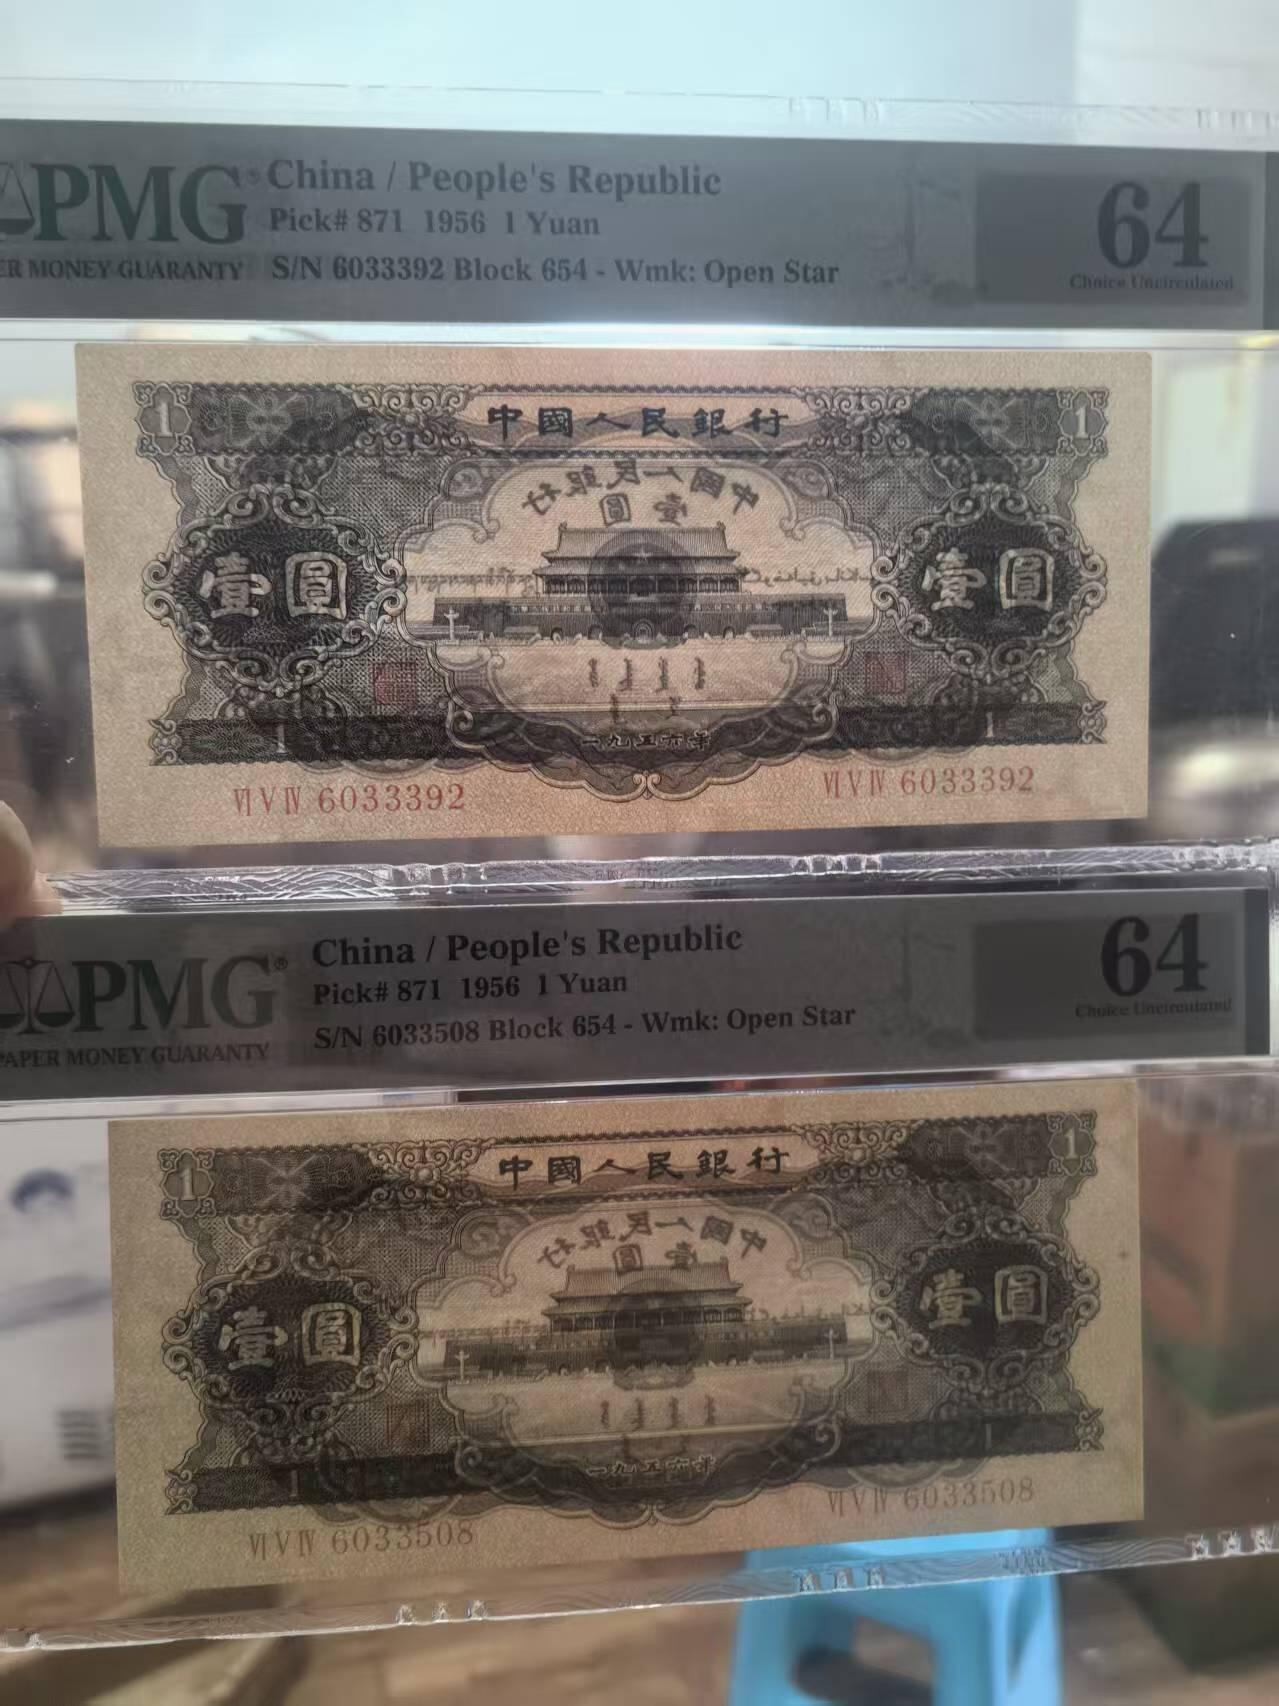 PMG® China / People's Republic 64
Pick# 871 1956 1 Yuan
ER MONEY GUARANTY S/N 6033392 Block 654 - Wmk: Open Star Choice Uncirculated
1 中國人民銀行 1
中國人民銀行
壹圓
壹圓 壹圓
1 一九五六年 1
VI V IV 6033392 VI V IV 6033392
PMG® China / People's Republic 64
Pick# 871 1956 1 Yuan
PAPER MONEY GUARANTY S/N 6033508 Block 654 - Wmk: Open Star Choice Uncirculated
1 中國人民銀行 1
中國人民銀行
壹圓
壹圓 壹圓
1 一九五六年 1
VI V IV 6033508 VI V IV 6033508